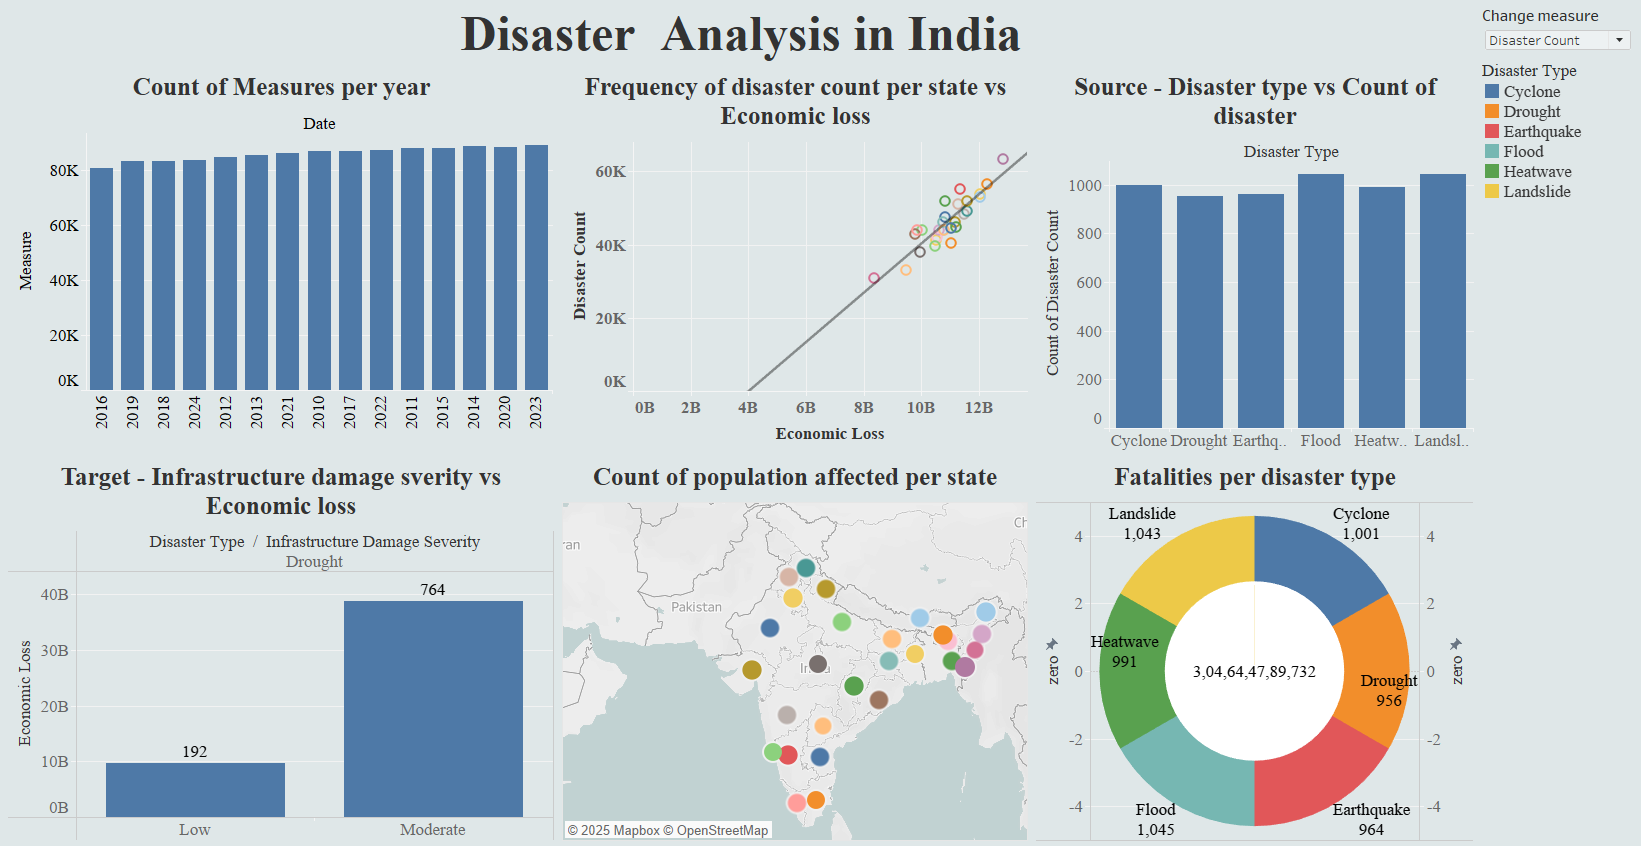 Disaster  Analysis in India
Change measure
Disaster Count
Disaster Type
Cyclone
Drought
Earthquake
Flood
Heatwave
Landslide
Count of Measures per year
Date
Measure
80K
60K
40K
20K
0K
2016
2019
2018
2024
2012
2013
2021
2010
2017
2022
2011
2015
2014
2020
2023
Frequency of disaster count per state vs
Economic loss
Disaster Count
60K
40K
20K
0K
0B
2B
4B
6B
8B
10B
12B
Economic Loss
Source - Disaster type vs Count of
disaster
Disaster Type
Count of Disaster Count
1000
800
600
400
200
0
Cyclone
Drought
Earthq..
Flood
Heatw..
Landsl..
Target - Infrastructure damage sverity vs
Economic loss
Disaster Type / Infrastructure Damage Severity
Drought
Economic Loss
40B
30B
20B
10B
0B
192
764
Low
Moderate
Count of population affected per state
Ch
ran
Pakistan
© 2025 Mapbox © OpenStreetMap
Fatalities per disaster type
zero
4
2
0
-2
-4
Landslide
1,043
Cyclone
1,001
Heatwave
991
3,04,64,47,89,732
Drought
956
Flood
1,045
Earthquake
964
4
2
0
-2
-4
zero